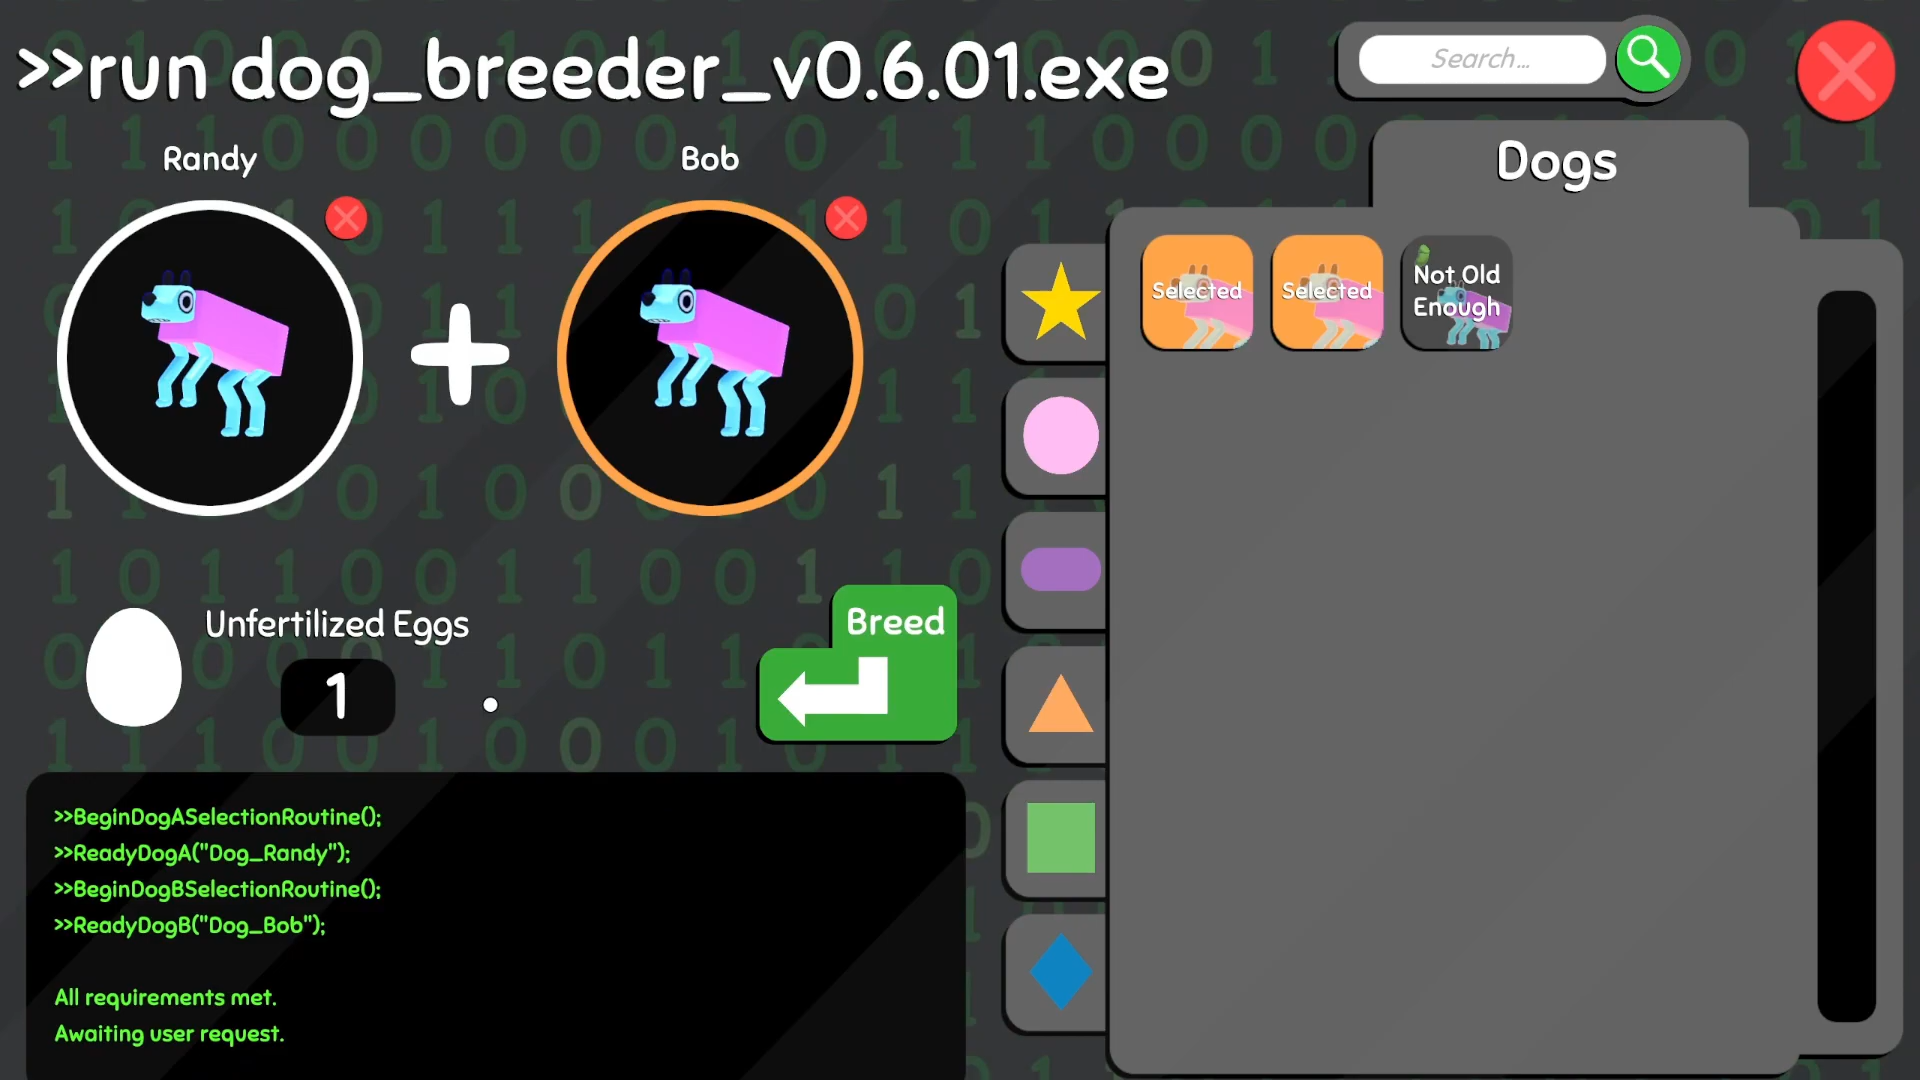 >>run dog_breeder_v0.6.01.exe
Search...
Randy
Bob
Dogs
Selected
Selected
Not Old
Enough
Unfertilized Eggs
1
Breed
>>BeginDogASelectionRoutine();
>>ReadyDogA("Dog_Randy");
>>BeginDogBSelectionRoutine();
>>ReadyDogB("Dog_Bob");
All requirements met.
Awaiting user request.